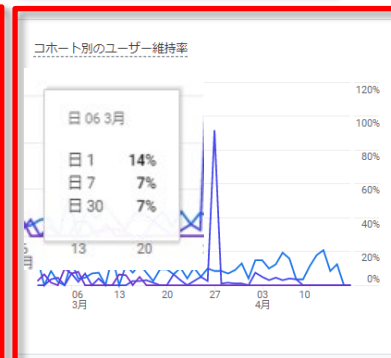 コホート別のユーザー維持率
日 06 3月
日 1 14%
日 7 7%
日 30 7%
13 20
月
120%
100%
80%
60%
40%
20%
0%
06 13 20 27 03 10
3月 4月